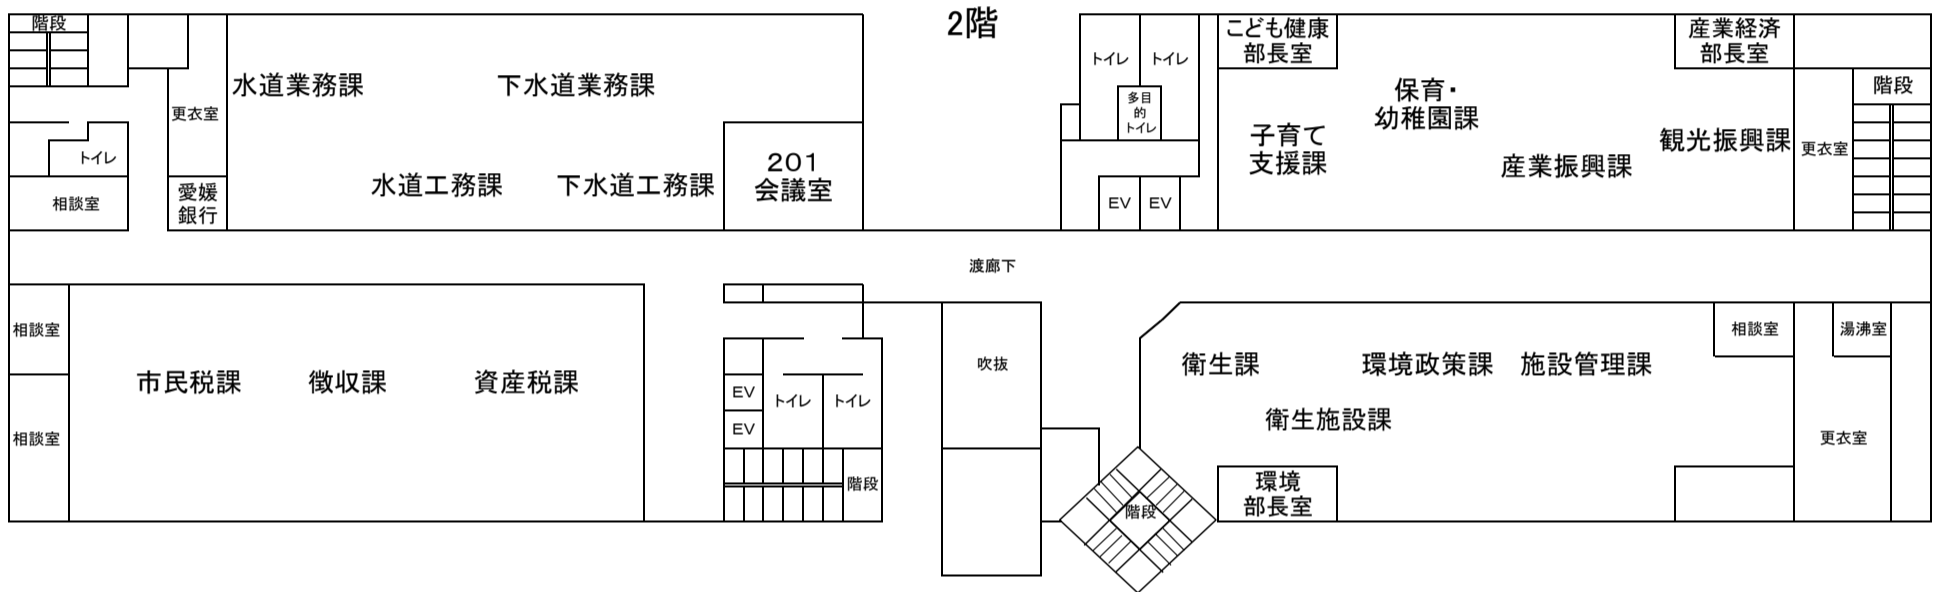 2階
階段
更衣室
トイレ
相談室
愛媛
銀行
水道業務課
下水道業務課
水道工務課
下水道工務課
201
会議室
トイレ
トイレ
多目
的
トイレ
EV
EV
こども健康
部長室
産業経済
部長室
子育て
支援課
保育・
幼稚園課
産業振興課
観光振興課
更衣室
階段
渡廊下
相談室
相談室
市民税課
徴収課
資産税課
EV
EV
トイレ
トイレ
階段
吹抜
階段
衛生課
環境政策課
施設管理課
衛生施設課
環境
部長室
相談室
湯沸室
更衣室